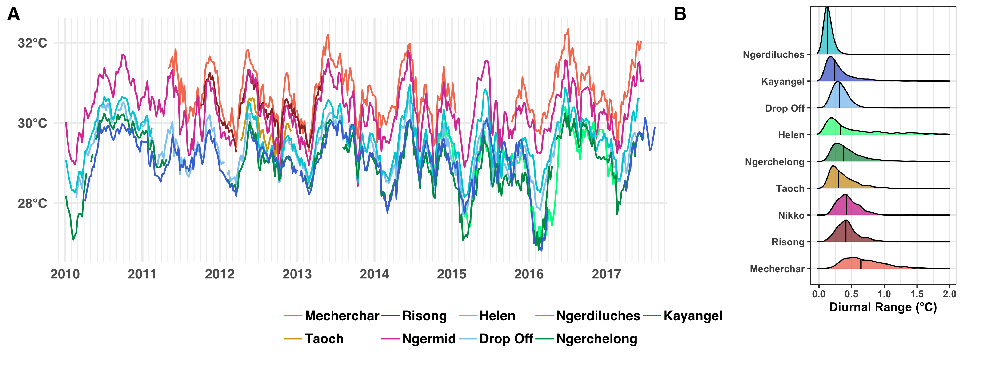 A
32°C
30°C
28°C
2010 2011 2012 2013 2014 2015 2016 2017
Mecherchar Risong Helen Ngerdiluches Kayangel
Taoch Ngermid Drop Off Ngerchelong
B
Ngerdiluches
Kayangel
Drop Off
Helen
Ngerchelong
Taoch
Nikko
Risong
Mecherchar
0.0 0.5 1.0 1.5 2.0
Diurnal Range (°C)